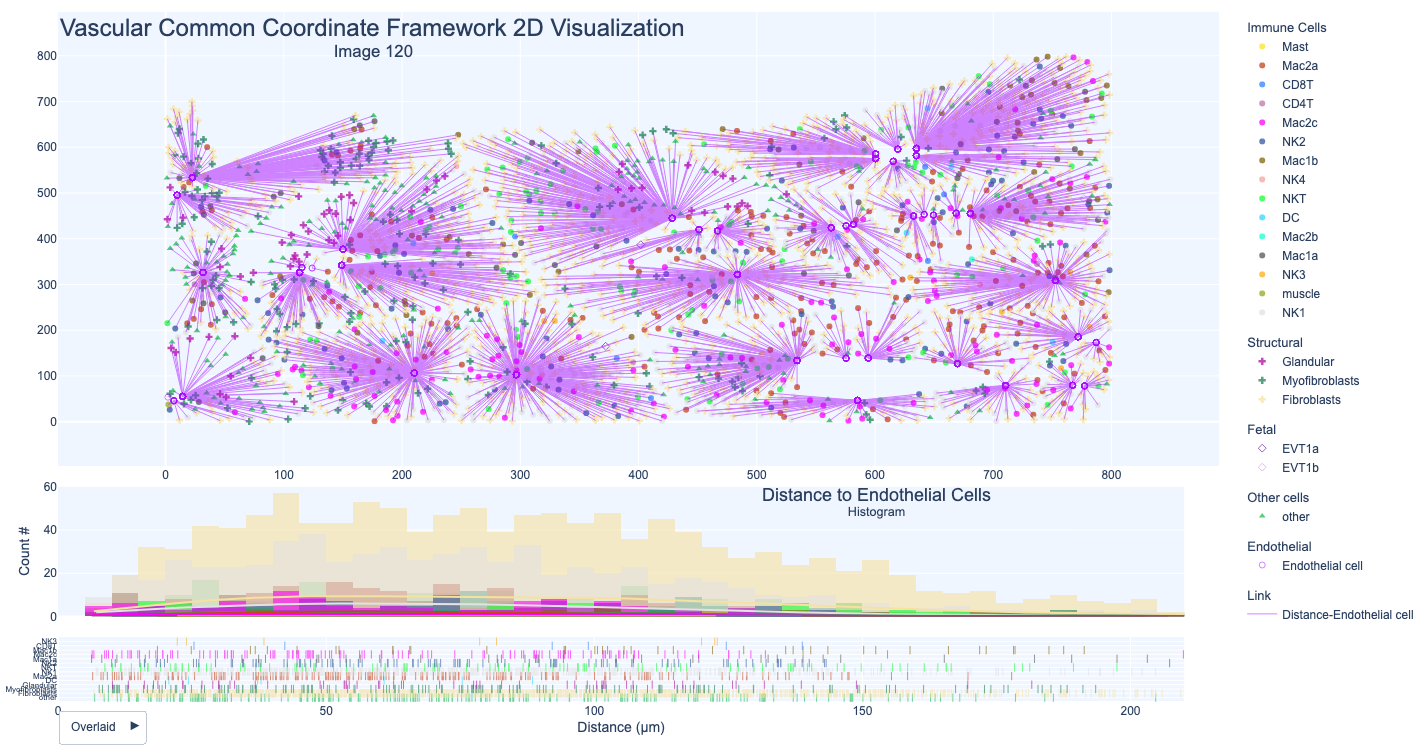 Vascular Common Coordinate Framework 2D Visualization
Image 120
800
700
600
500
400
300
200
100
0
0 100 200 300 400 500 600 700 800
Immune Cells
Mast
Mac2a
CD8T
CD4T
Mac2c
NK2
Mac1b
NK4
NKT
DC
Mac2b
Mac1a
NK3
muscle
NK1
Structural
Glandular
Myofibroblasts
Fibroblasts
Fetal
EVT1a
EVT1b
Other cells
other
Endothelial
Endothelial cell
Link
Distance-Endothelial cell
Distance to Endothelial Cells
Histogram
Count #
60
40
20
0
NK3
Mac1a
DC
Glandular
Myofibroblasts
Fibroblasts
other
0 50 100 150 200
Distance (μm)
Overlaid ▶